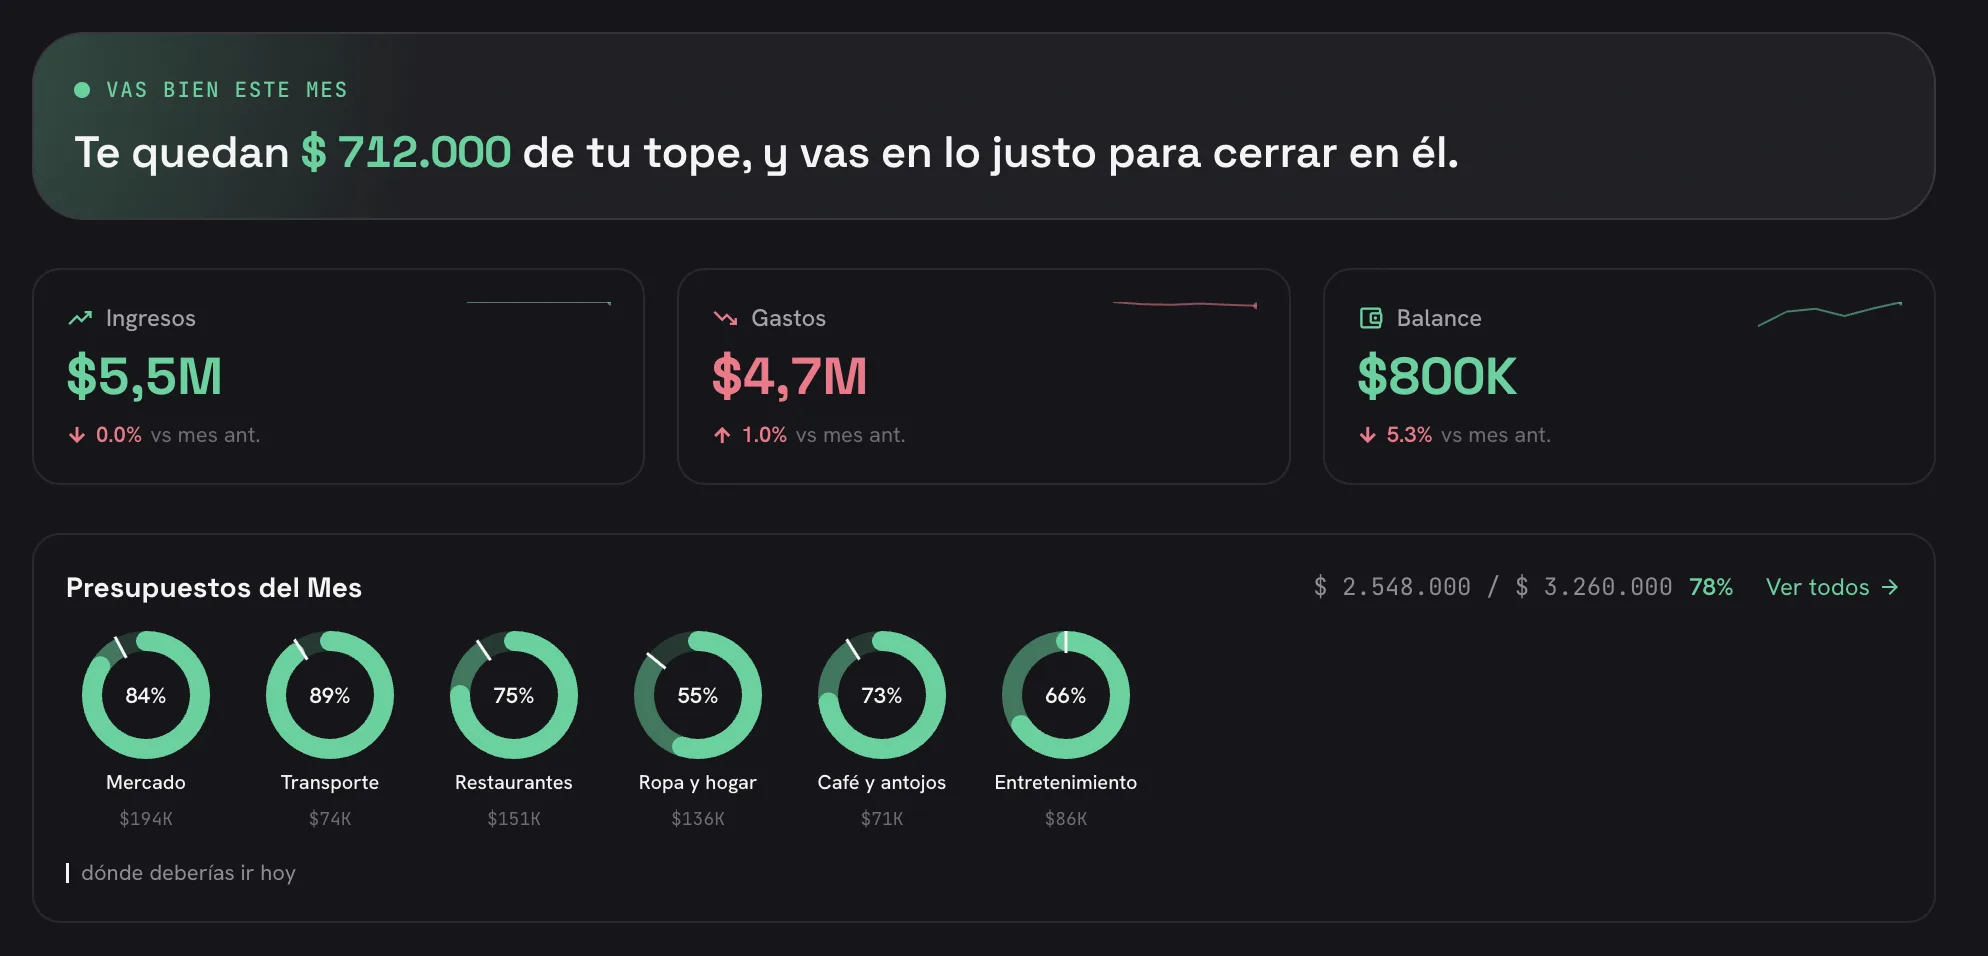 VAS BIEN ESTE MES
Te quedan $ 712.000 de tu tope, y vas en lo justo para cerrar en él.
Ingresos
$5,5M
↓ 0.0% vs mes ant.
Gastos
$4,7M
↑ 1.0% vs mes ant.
Balance
$800K
↓ 5.3% vs mes ant.
Presupuestos del Mes
$ 2.548.000 / $ 3.260.000 78% Ver todos →
84%
Mercado
$194K
89%
Transporte
$74K
75%
Restaurantes
$151K
55%
Ropa y hogar
$136K
73%
Café y antojos
$71K
66%
Entretenimiento
$86K
dónde deberías ir hoy